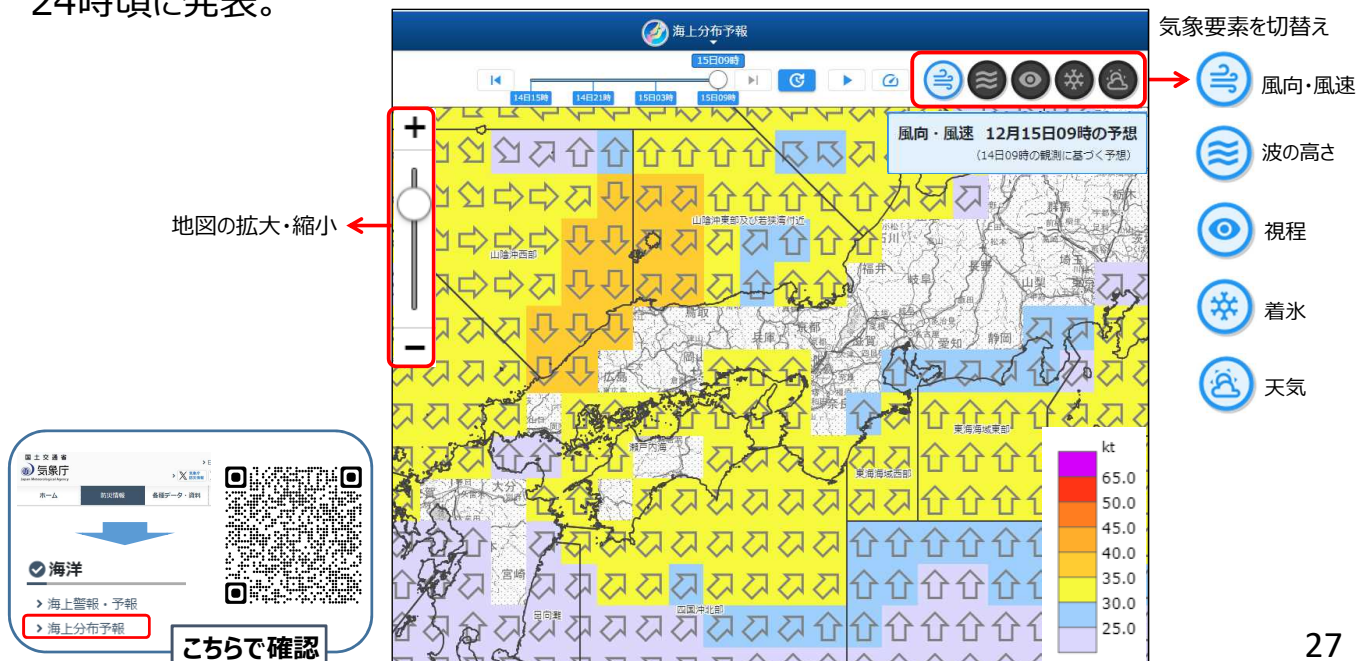 24時頃に発表。
海上分布予報
気象要素を切替え
15日09時
14日15時
14日21時
15日03時
15日09時
風向・風速
風向・風速 12月15日09時の予想
(14日09時の観測に基づく予想)
波の高さ
視程
着氷
天気
+
地図の拡大・縮小
−
山陰沖東部及び若狭湾付近
山陰沖西部
栃木
群馬
石川
福井
長野
埼玉
岐阜
山梨
東京
鳥取
京都
兵庫
滋賀
愛知
静岡
岡山
広島
奈良
瀬戸内海
東海海域東部
東海海域西部
大分
宮崎
日向灘
四国沖北部
kt
65.0
50.0
45.0
40.0
35.0
30.0
25.0
国土交通省
気象庁
Japan Meteorological Agency
ホーム
防災情報
各種データ・資料
海洋
> 海上警報・予報
> 海上分布予報
こちらで確認
27